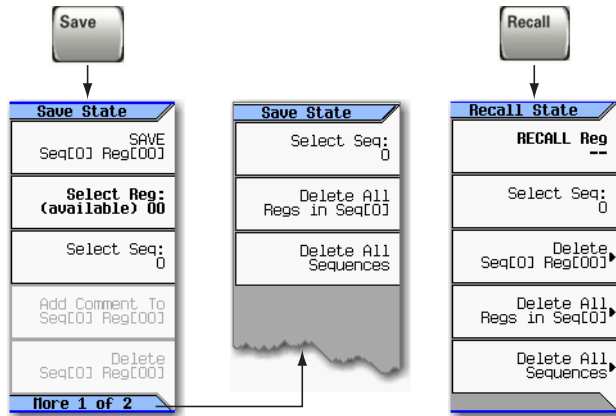 Save
Recall
Save State
SAVE
Seq[0] Reg[00]
Select Reg:
(available) 00
Select Seq:
0
Add Comment To
Seq[0] Reg[00]
Delete
Seq[0] Reg[00]
More 1 of 2
Save State
Select Seq:
0
Delete All
Regs in Seq[0]
Delete All
Sequences
Recall State
RECALL Reg
--
Select Seq:
0
Delete
Seq[0] Reg[00]
Delete All
Regs in Seq[0]
Delete All
Sequences